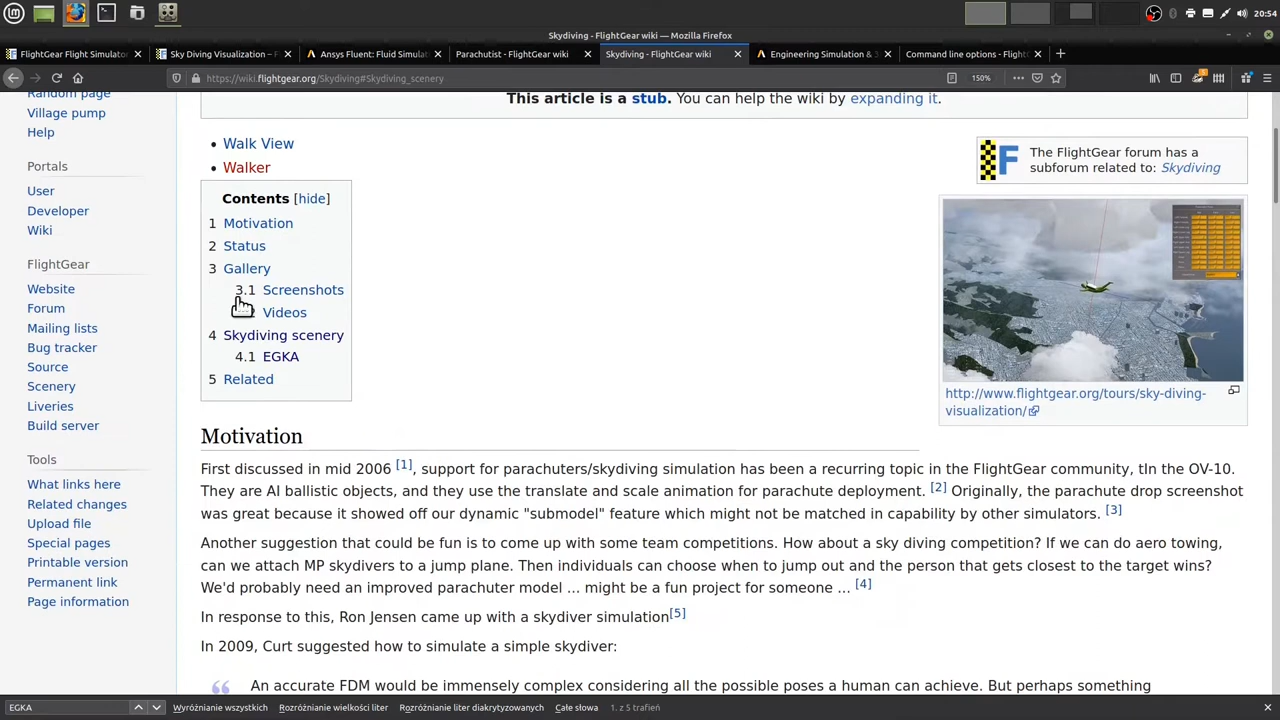 20:54
Skydiving - FlightGear wiki — Mozilla Firefox
FlightGear Flight Simulator
Sky Diving Visualization – F
Ansys Fluent: Fluid Simulat
Parachutist - FlightGear wiki
Skydiving - FlightGear wiki
Engineering Simulation & 3
Command line options - FlightG
https://wiki.flightgear.org/Skydiving#Skydiving_scenery
150%
Random page
Village pump
Help
Portals
User
Developer
Wiki
FlightGear
Website
Forum
Mailing lists
Bug tracker
Source
Scenery
Liveries
Build server
Tools
What links here
Related changes
Upload file
Special pages
Printable version
Permanent link
Page information
This article is a stub. You can help the wiki by expanding it.
• Walk View
• Walker
Contents [hide]
1 Motivation
2 Status
3 Gallery
3.1 Screenshots
Videos
4 Skydiving scenery
4.1 EGKA
5 Related
The FlightGear forum has a
subforum related to: Skydiving
http://www.flightgear.org/tours/sky-diving-
visualization/
Motivation
First discussed in mid 2006 [1], support for parachuters/skydiving simulation has been a recurring topic in the FlightGear community, tIn the OV-10.
They are AI ballistic objects, and they use the translate and scale animation for parachute deployment. [2] Originally, the parachute drop screenshot
was great because it showed off our dynamic "submodel" feature which might not be matched in capability by other simulators. [3]
Another suggestion that could be fun is to come up with some team competitions. How about a sky diving competition? If we can do aero towing,
can we attach MP skydivers to a jump plane. Then individuals can choose when to jump out and the person that gets closest to the target wins?
We'd probably need an improved parachuter model ... might be a fun project for someone ... [4]
In response to this, Ron Jensen came up with a skydiver simulation[5]
In 2009, Curt suggested how to simulate a simple skydiver:
An accurate FDM would be immensely complex considering all the possible poses a human can achieve. But perhaps something
EGKA
Wyróżnianie wszystkich
Rozróżnianie wielkości liter
Rozróżnianie liter diakrytyzowanych
Całe słowa
1. z 5 trafień